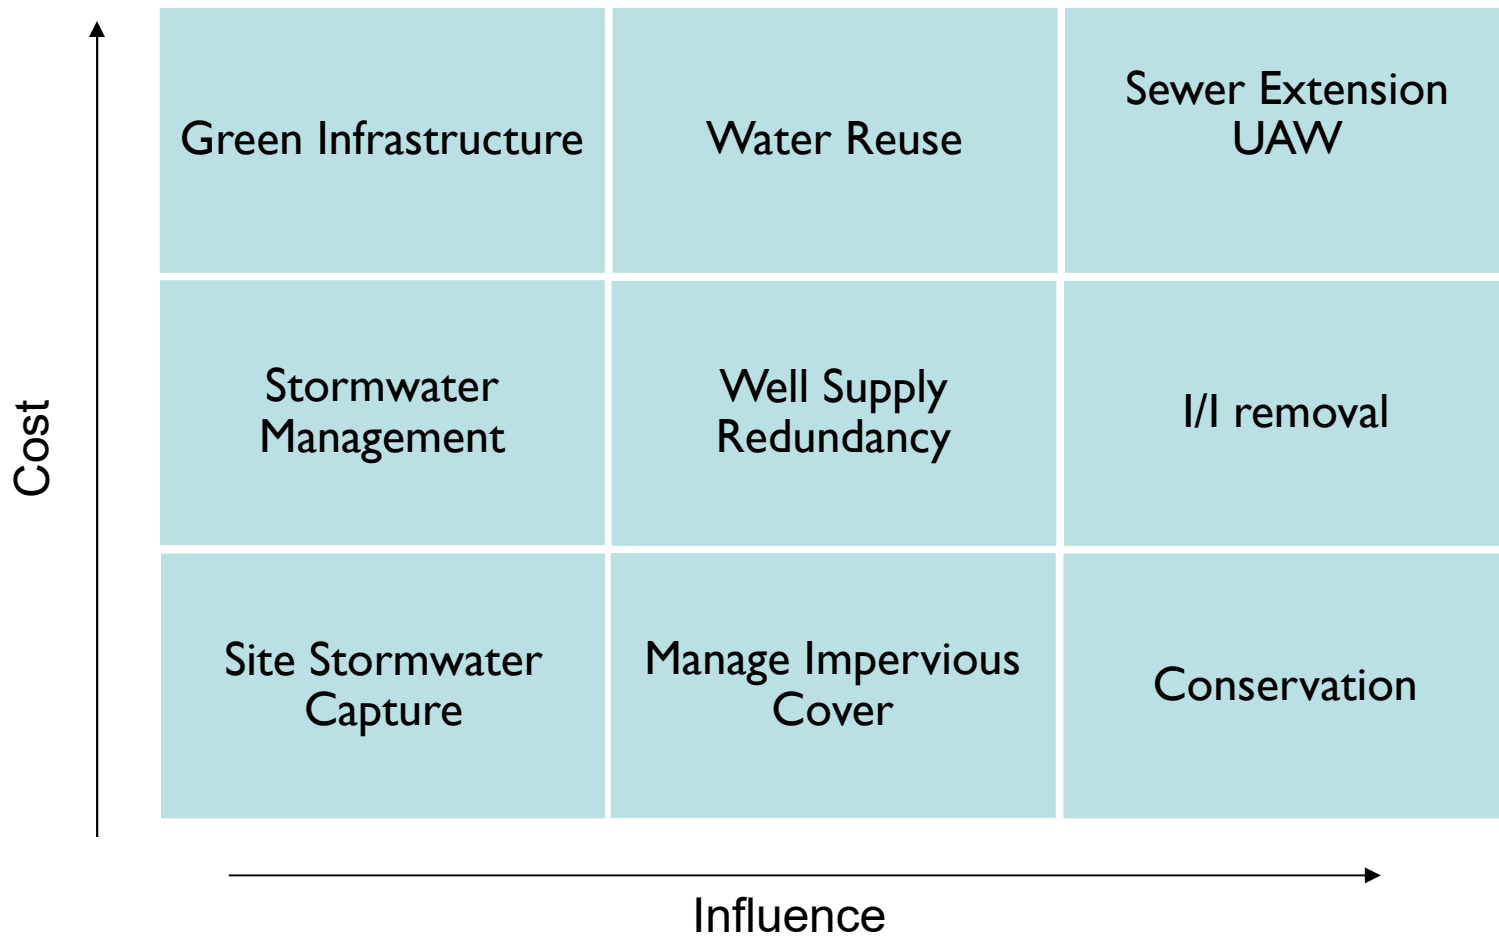 Cost
Green Infrastructure
Water Reuse
Sewer Extension
UAW
Stormwater
Management
Well Supply
Redundancy
I/I removal
Site Stormwater
Capture
Manage Impervious
Cover
Conservation
Influence